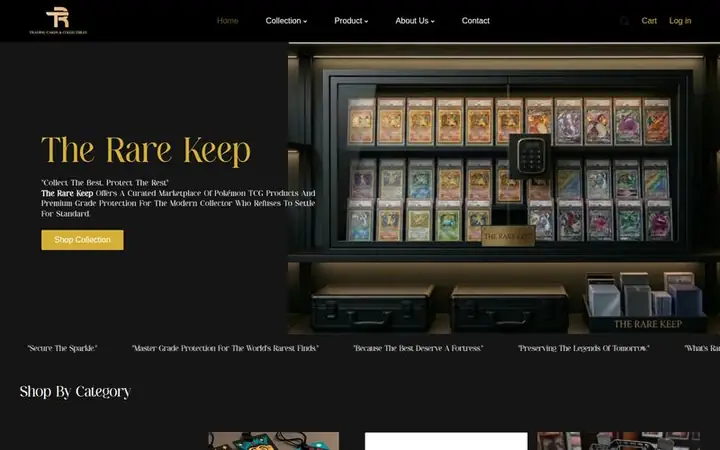 TR
TRADING CARDS & COLLECTIBLES
Home
Collection
Product
About Us
Contact
Cart
Log in
The Rare Keep
"Collect The Best. Protect The Rest"
The Rare Keep Offers A Curated Marketplace Of Pokémon TCG Products And
Premium-Grade Protection For The Modern Collector Who Refuses To Settle
For Standard.
Shop Collection
THE RARE KEEP
THE RARE KEEP
"Secure The Sparkle."
"Master Grade Protection For The World's Rarest Finds."
"Because The Best Deserve A Fortress."
"Preserving The Legends Of Tomorrow."
"What's Ra
Shop By Category